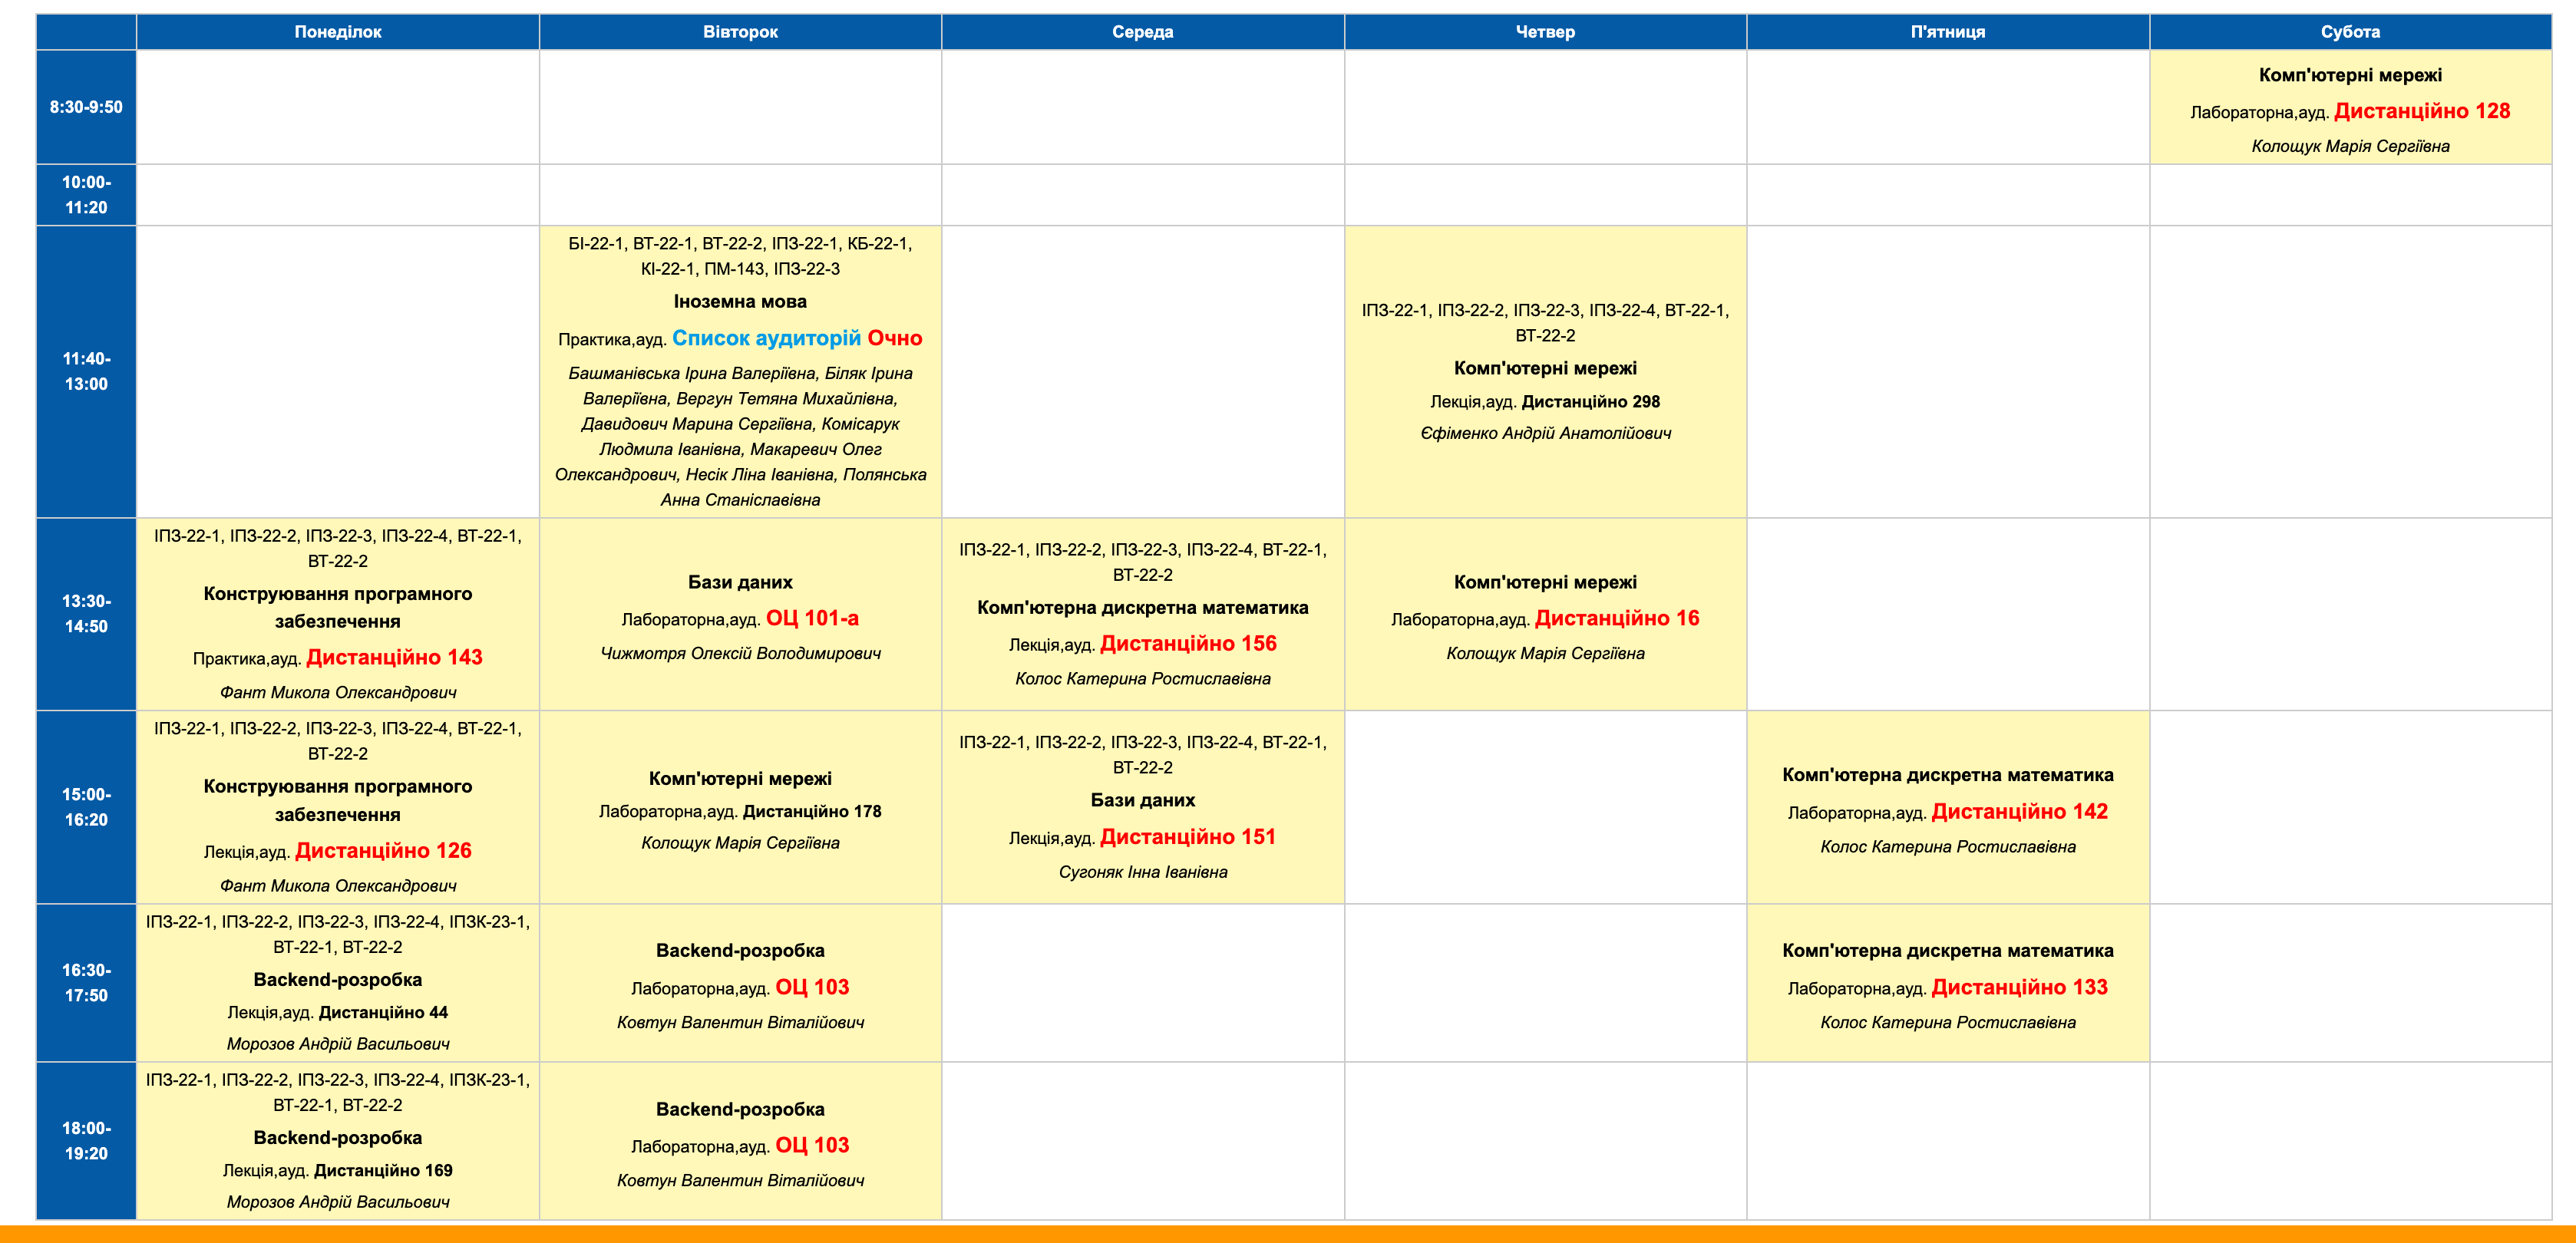 Понеділок
Вівторок
Середа
Четвер
П'ятниця
Субота
8:30-9:50
Комп'ютерні мережі
Лабораторна,ауд. Дистанційно 128
Колощук Марія Сергіївна
10:00-
11:20
11:40-
13:00
БІ-22-1, ВТ-22-1, ВТ-22-2, ІПЗ-22-1, КБ-22-1,
КІ-22-1, ПМ-143, ІПЗ-22-3
Іноземна мова
Практика,ауд. Список аудиторій Очно
Башманівська Ірина Валеріївна, Біляк Ірина
Валеріївна, Вергун Тетяна Михайлівна,
Давидович Марина Сергіївна, Комісарук
Людмила Іванівна, Макаревич Олег
Олександрович, Несік Ліна Іванівна, Полянська
Анна Станіславівна
ІПЗ-22-1, ІПЗ-22-2, ІПЗ-22-3, ІПЗ-22-4, ВТ-22-1,
ВТ-22-2
Комп'ютерні мережі
Лекція,ауд. Дистанційно 298
Єфіменко Андрій Анатолійович
13:30-
14:50
ІПЗ-22-1, ІПЗ-22-2, ІПЗ-22-3, ІПЗ-22-4, ВТ-22-1,
ВТ-22-2
Конструювання програмного
забезпечення
Практика,ауд. Дистанційно 143
Фант Микола Олександрович
Бази даних
Лабораторна,ауд. ОЦ 101-а
Чижмотря Олексій Володимирович
ІПЗ-22-1, ІПЗ-22-2, ІПЗ-22-3, ІПЗ-22-4, ВТ-22-1,
ВТ-22-2
Комп'ютерна дискретна математика
Лекція,ауд. Дистанційно 156
Колос Катерина Ростиславівна
Комп'ютерні мережі
Лабораторна,ауд. Дистанційно 16
Колощук Марія Сергіївна
15:00-
16:20
ІПЗ-22-1, ІПЗ-22-2, ІПЗ-22-3, ІПЗ-22-4, ВТ-22-1,
ВТ-22-2
Конструювання програмного
забезпечення
Лекція,ауд. Дистанційно 126
Фант Микола Олександрович
Комп'ютерні мережі
Лабораторна,ауд. Дистанційно 178
Колощук Марія Сергіївна
ІПЗ-22-1, ІПЗ-22-2, ІПЗ-22-3, ІПЗ-22-4, ВТ-22-1,
ВТ-22-2
Бази даних
Лекція,ауд. Дистанційно 151
Сугоняк Інна Іванівна
Комп'ютерна дискретна математика
Лабораторна,ауд. Дистанційно 142
Колос Катерина Ростиславівна
16:30-
17:50
ІПЗ-22-1, ІПЗ-22-2, ІПЗ-22-3, ІПЗ-22-4, ІПЗК-23-1,
ВТ-22-1, ВТ-22-2
Backend-розробка
Лекція,ауд. Дистанційно 44
Морозов Андрій Васильович
Backend-розробка
Лабораторна,ауд. ОЦ 103
Ковтун Валентин Віталійович
Комп'ютерна дискретна математика
Лабораторна,ауд. Дистанційно 133
Колос Катерина Ростиславівна
18:00-
19:20
ІПЗ-22-1, ІПЗ-22-2, ІПЗ-22-3, ІПЗ-22-4, ІПЗК-23-1,
ВТ-22-1, ВТ-22-2
Backend-розробка
Лекція,ауд. Дистанційно 169
Морозов Андрій Васильович
Backend-розробка
Лабораторна,ауд. ОЦ 103
Ковтун Валентин Віталійович